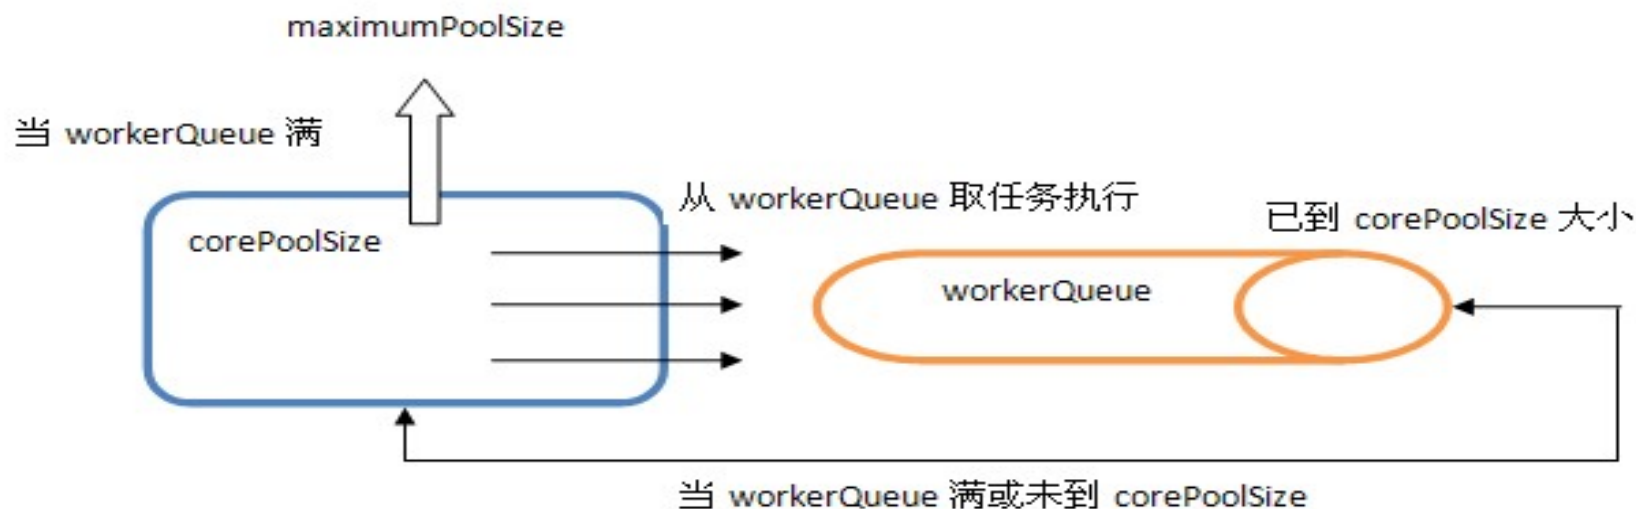 maximumPoolSize
当 workerQueue 满
从 workerQueue 取任务执行
已到 corePoolSize 大小
corePoolSize
workerQueue
当 workerQueue 满或未到 corePoolSize